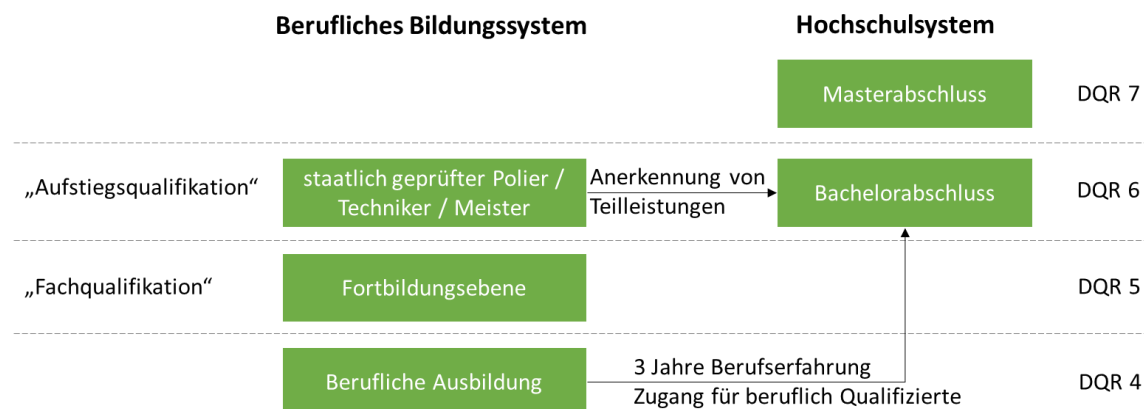 Berufliches Bildungssystem
Hochschulsystem
Masterabschluss
DQR 7
„Aufstiegsqualifikation“
staatlich geprüfter Polier /
Techniker / Meister
Anerkennung von
Teilleistungen
Bachelorabschluss
DQR 6
„Fachqualifikation“
Fortbildungsebene
DQR 5
Berufliche Ausbildung
3 Jahre Berufserfahrung
Zugang für beruflich Qualifizierte
DQR 4